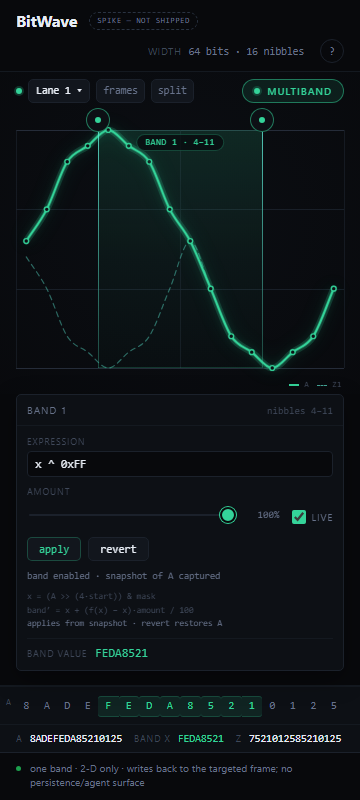 BitWave SPIKE — NOT SHIPPED
WIDTH 64 bits · 16 nibbles ?
Lane 1 frames split MULTIBAND
BAND 1 · 4–11
A Z1
BAND 1 nibbles 4–11
EXPRESSION
x ^ 0xFF
AMOUNT
100% LIVE
apply revert
band enabled · snapshot of A captured
x = (A >> (4·start)) & mask
band' = x + (f(x) − x)·amount / 100
applies from snapshot · revert restores A
BAND VALUE FEDA8521
A 8 A D E F E D A 8 5 2 1 0 1 2 5
A 8ADEFEDA85210125 BAND X FEDA8521 Z 7521012585210125
one band · 2-D only · writes back to the targeted frame; no
persistence/agent surface